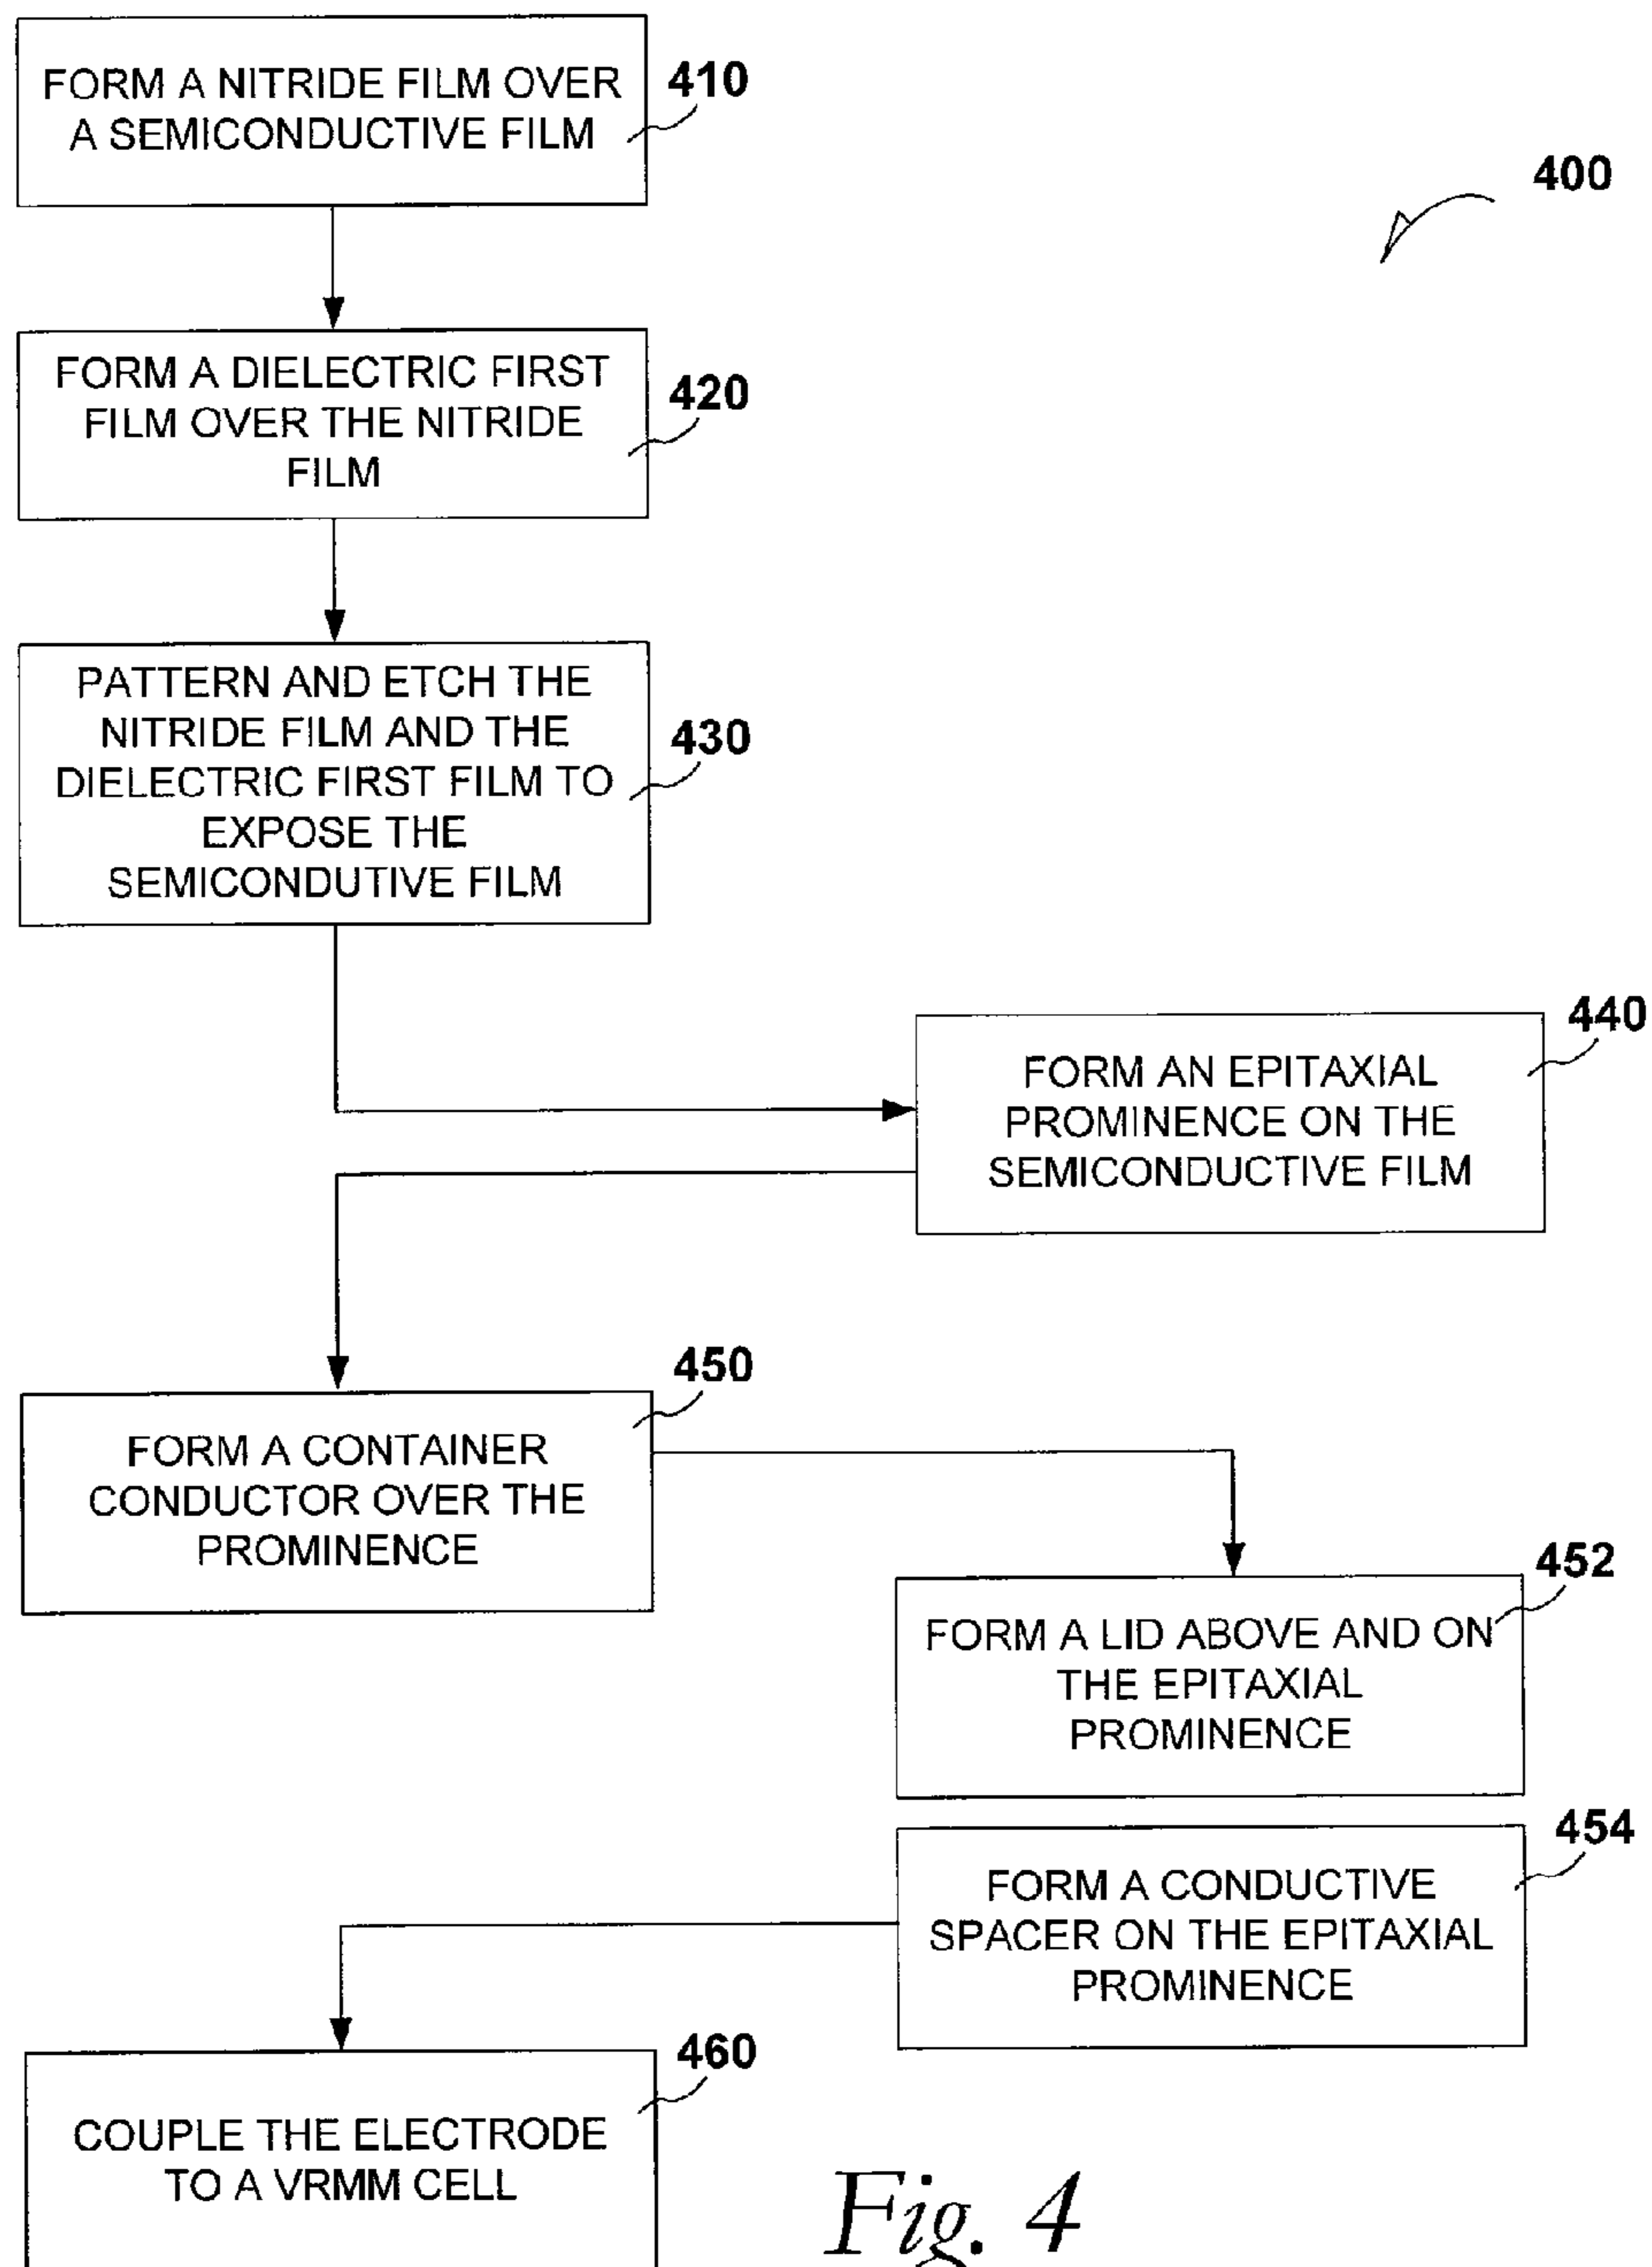 FORM A NITRIDE FILM OVER
A SEMICONDUCTIVE FILM
410
400
FORM A DIELECTRIC FIRST
FILM OVER THE NITRIDE
FILM
420
PATTERN AND ETCH THE
NITRIDE FILM AND THE
DIELECTRIC FIRST FILM TO
EXPOSE THE
SEMICONDUTIVE FILM
430
FORM AN EPITAXIAL
PROMINENCE ON THE
SEMICONDUCTIVE FILM
440
FORM A CONTAINER
CONDUCTOR OVER THE
PROMINENCE
450
FORM A LID ABOVE AND ON
THE EPITAXIAL
PROMINENCE
452
FORM A CONDUCTIVE
SPACER ON THE EPITAXIAL
PROMINENCE
454
COUPLE THE ELECTRODE
TO A VRMM CELL
460
Fig. 4